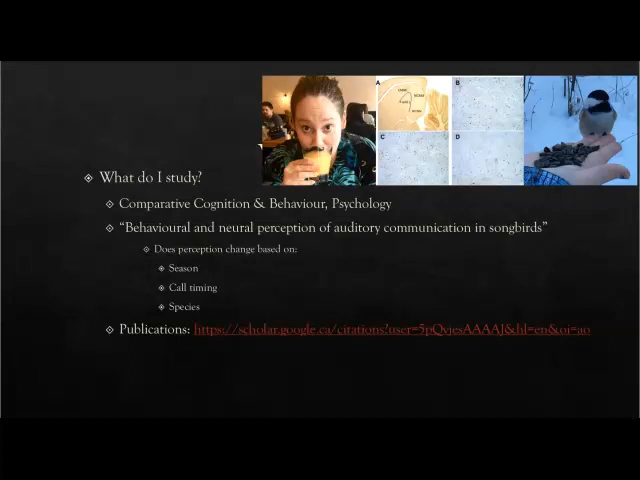 A
B
C
D
What do I study?
Comparative Cognition & Behaviour, Psychology
“Behavioural and neural perception of auditory communication in songbirds”
Does perception change based on:
Season
Call timing
Species
Publications: https://scholar.google.ca/citations?user=5pQvjesAAAAJ&hl=en&oi=ao